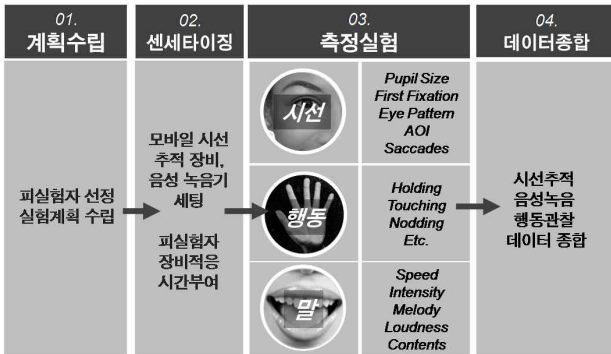 01.
계획수립
피실험자 선정
실험계획 수립
02.
센세타이징
모바일 시선
추적 장비,
음성 녹음기
세팅
피실험자
장비적응
시간부여
03.
측정실험
시선
Pupil Size
First Fixation
Eye Pattern
AOI
Saccades
행동
Holding
Touching
Nodding
Etc.
말
Speed
Intensity
Melody
Loudness
Contents
04.
데이터종합
시선추적
음성녹음
행동관찰
데이터 종합